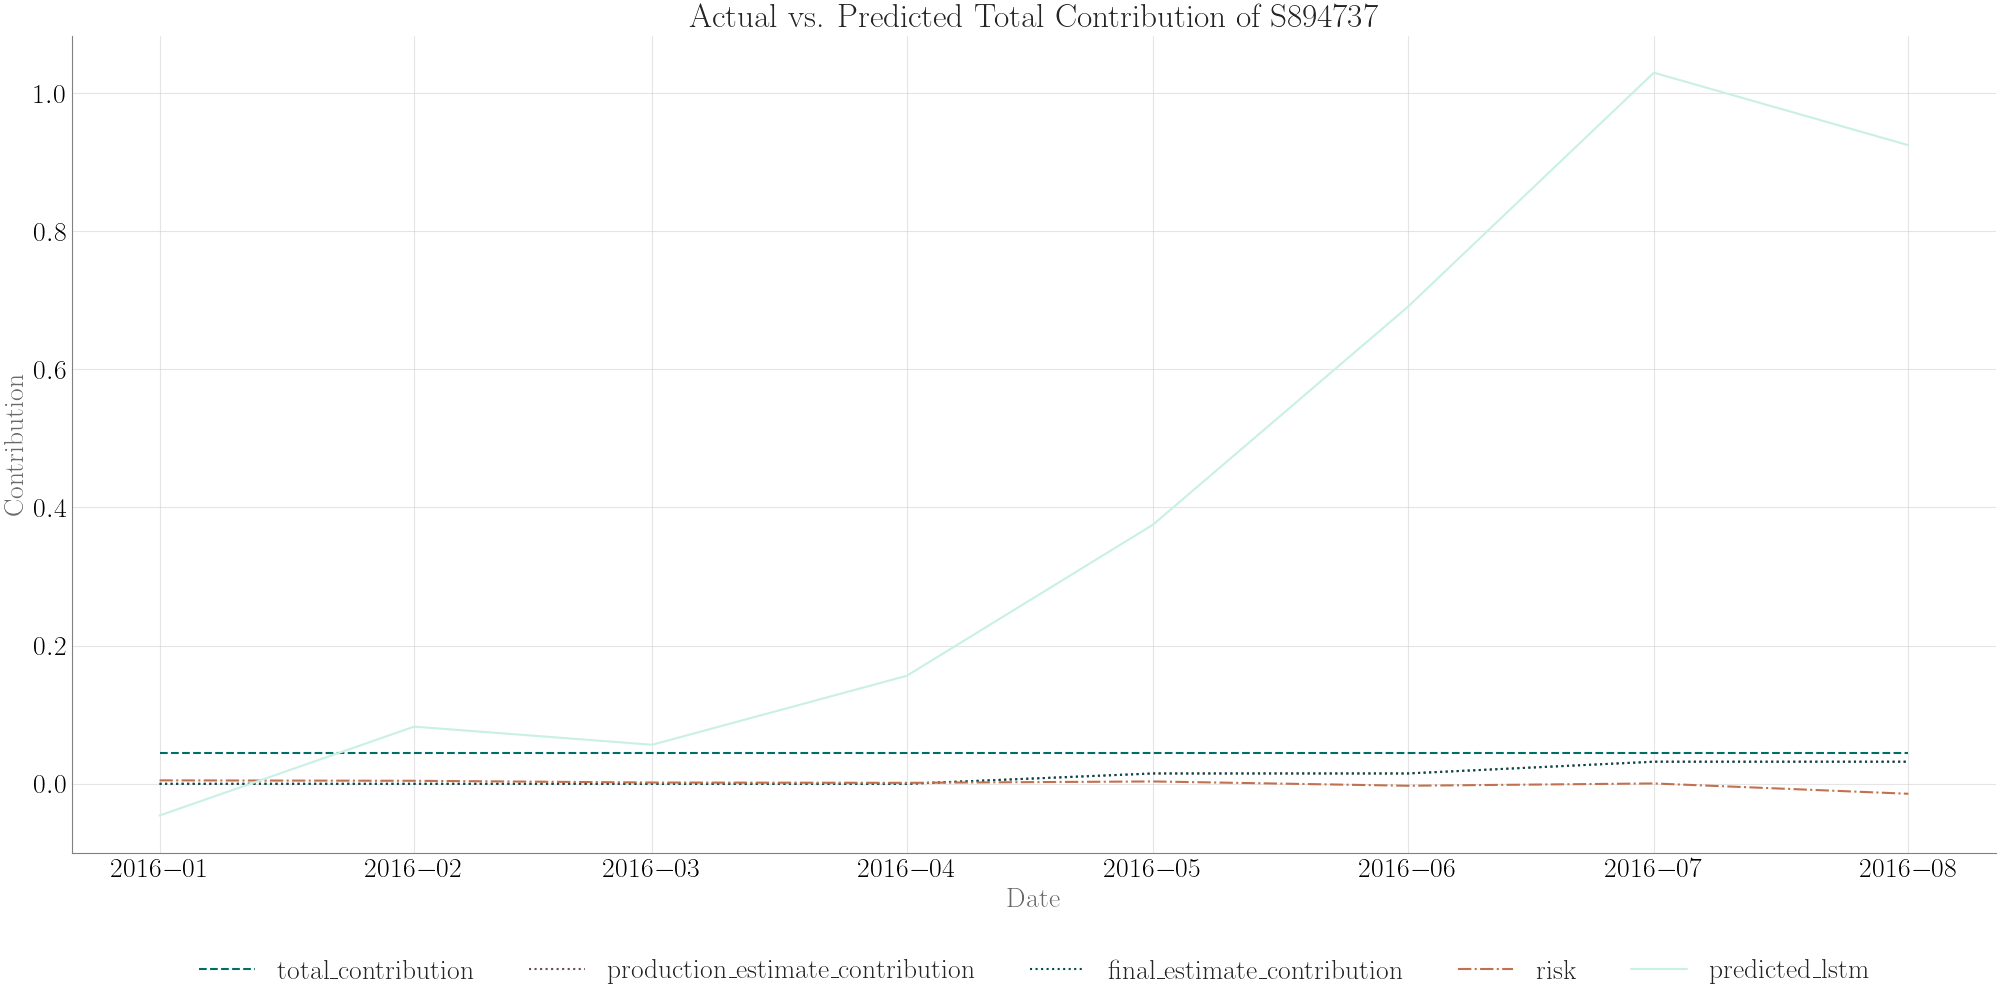 Actual vs. Predicted Total Contribution of S894737
1.0
0.8
0.6
0.4
0.2
0.0
Contribution
2016–01 2016–02 2016–03 2016–04 2016–05 2016–06 2016–07 2016–08
Date
total_contribution production_estimate_contribution final_estimate_contribution risk predicted_lstm